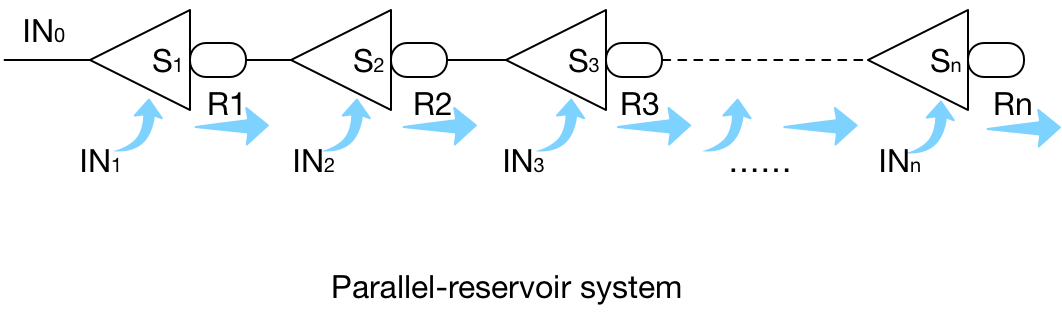 IN₀
S₁ S₂ S₃ Sₙ
R1 R2 R3 Rn
IN₁ IN₂ IN₃ ...... INₙ
Parallel-reservoir system